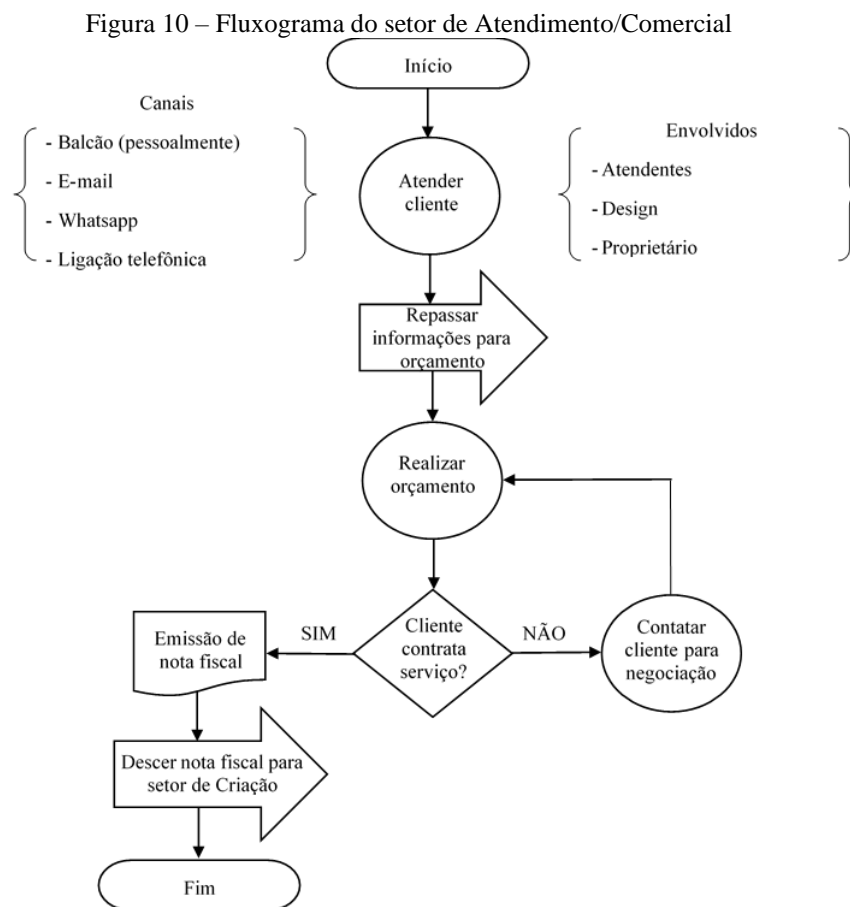 Figura 10 – Fluxograma do setor de Atendimento/Comercial
Início
Canais
- Balcão (pessoalmente)
- E-mail
- Whatsapp
- Ligação telefônica
Atender
cliente
Envolvidos
- Atendentes
- Design
- Proprietário
Repassar
informações para
orçamento
Realizar
orçamento
Cliente
contrata
serviço?
SIM
NÃO
Emissão de
nota fiscal
Contatar
cliente para
negociação
Descer nota fiscal para
setor de Criação
Fim